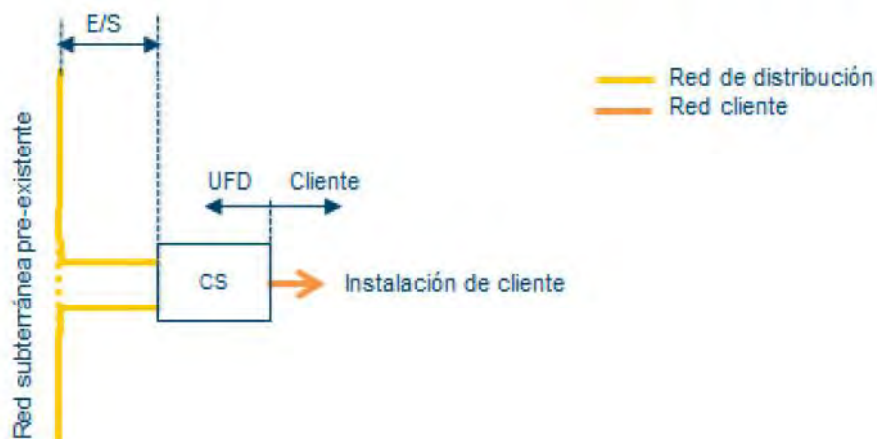 E/S
Red de distribución
Red cliente
Red subterránea pre-existente
UFD
Cliente
CS
Instalación de cliente